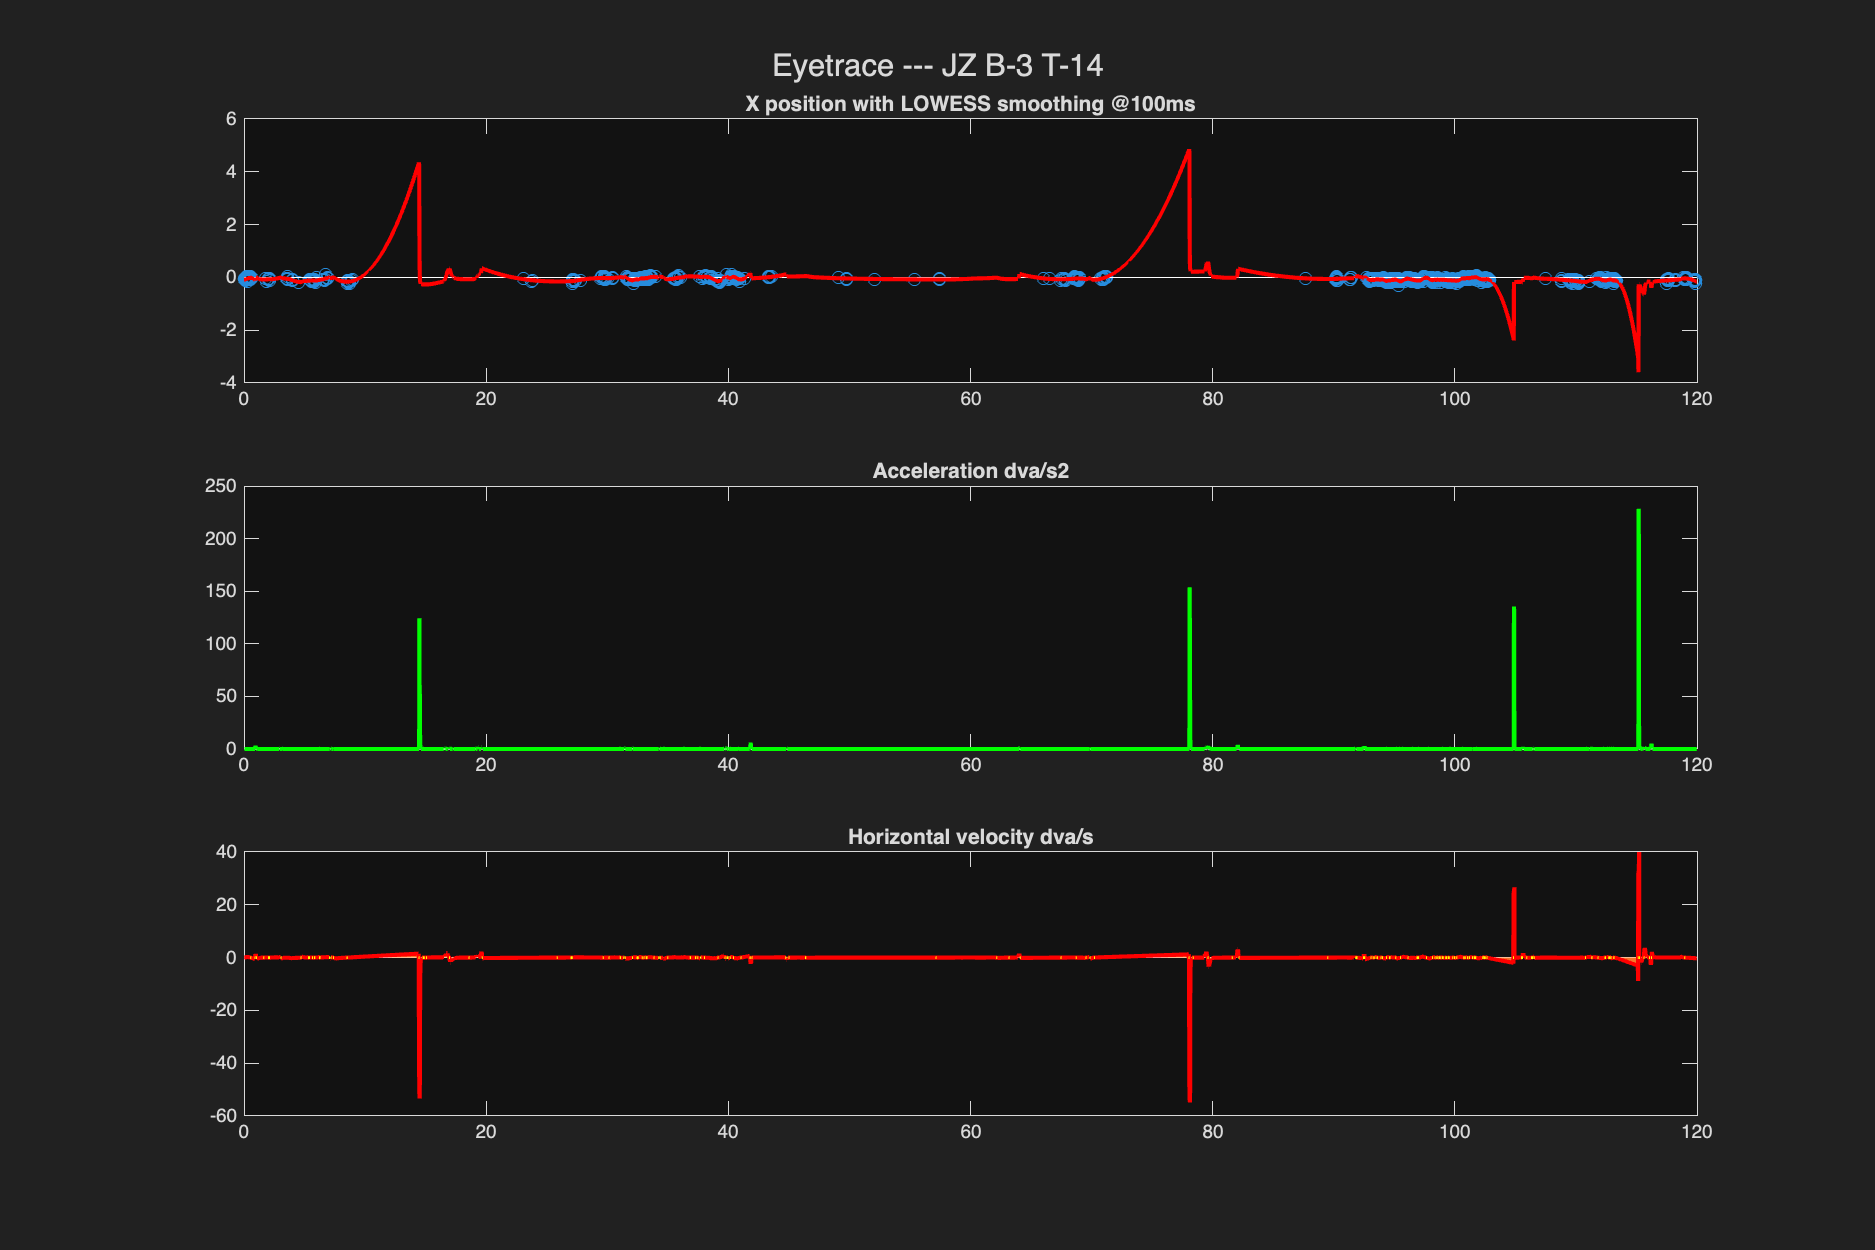 Eyetrace --- JZ B-3 T-14
X position with LOWESS smoothing @100ms
6
4
2
0
-2
-4
0 20 40 60 80 100 120
Acceleration dva/s2
250
200
150
100
50
0
0 20 40 60 80 100 120
Horizontal velocity dva/s
40
20
0
-20
-40
-60
0 20 40 60 80 100 120